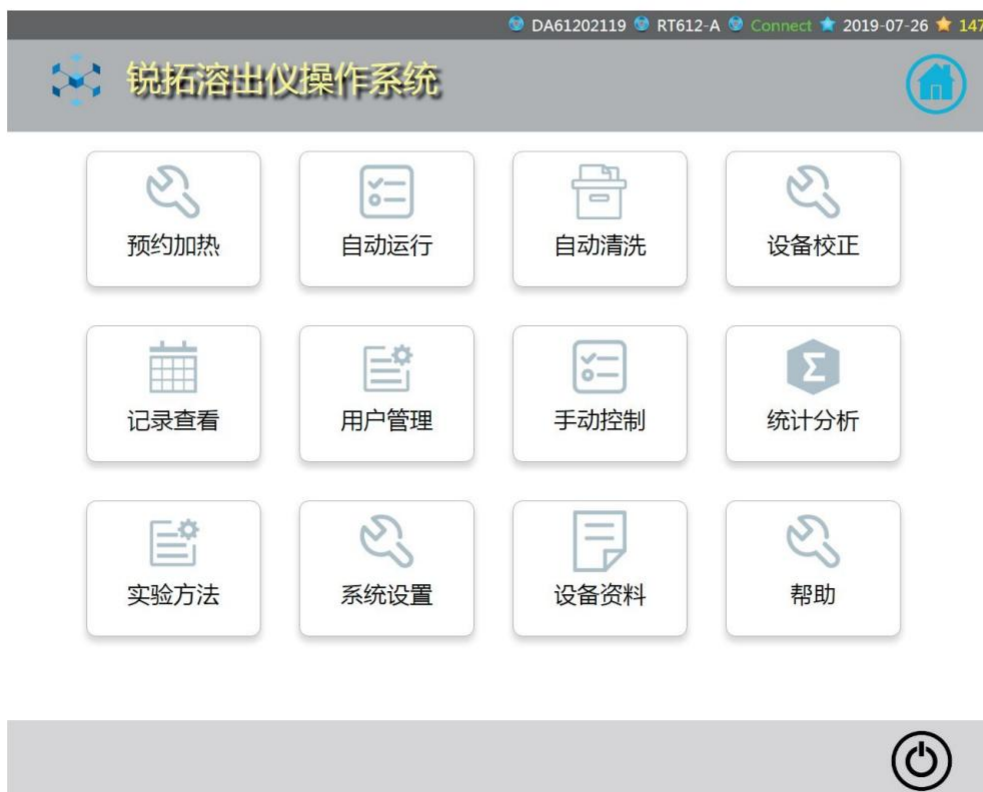 DA61202119 RT612-A Connect 2019-07-26 147
锐拓溶出仪操作系统
预约加热 自动运行 自动清洗 设备校正
记录查看 用户管理 手动控制 统计分析
实验方法 系统设置 设备资料 帮助